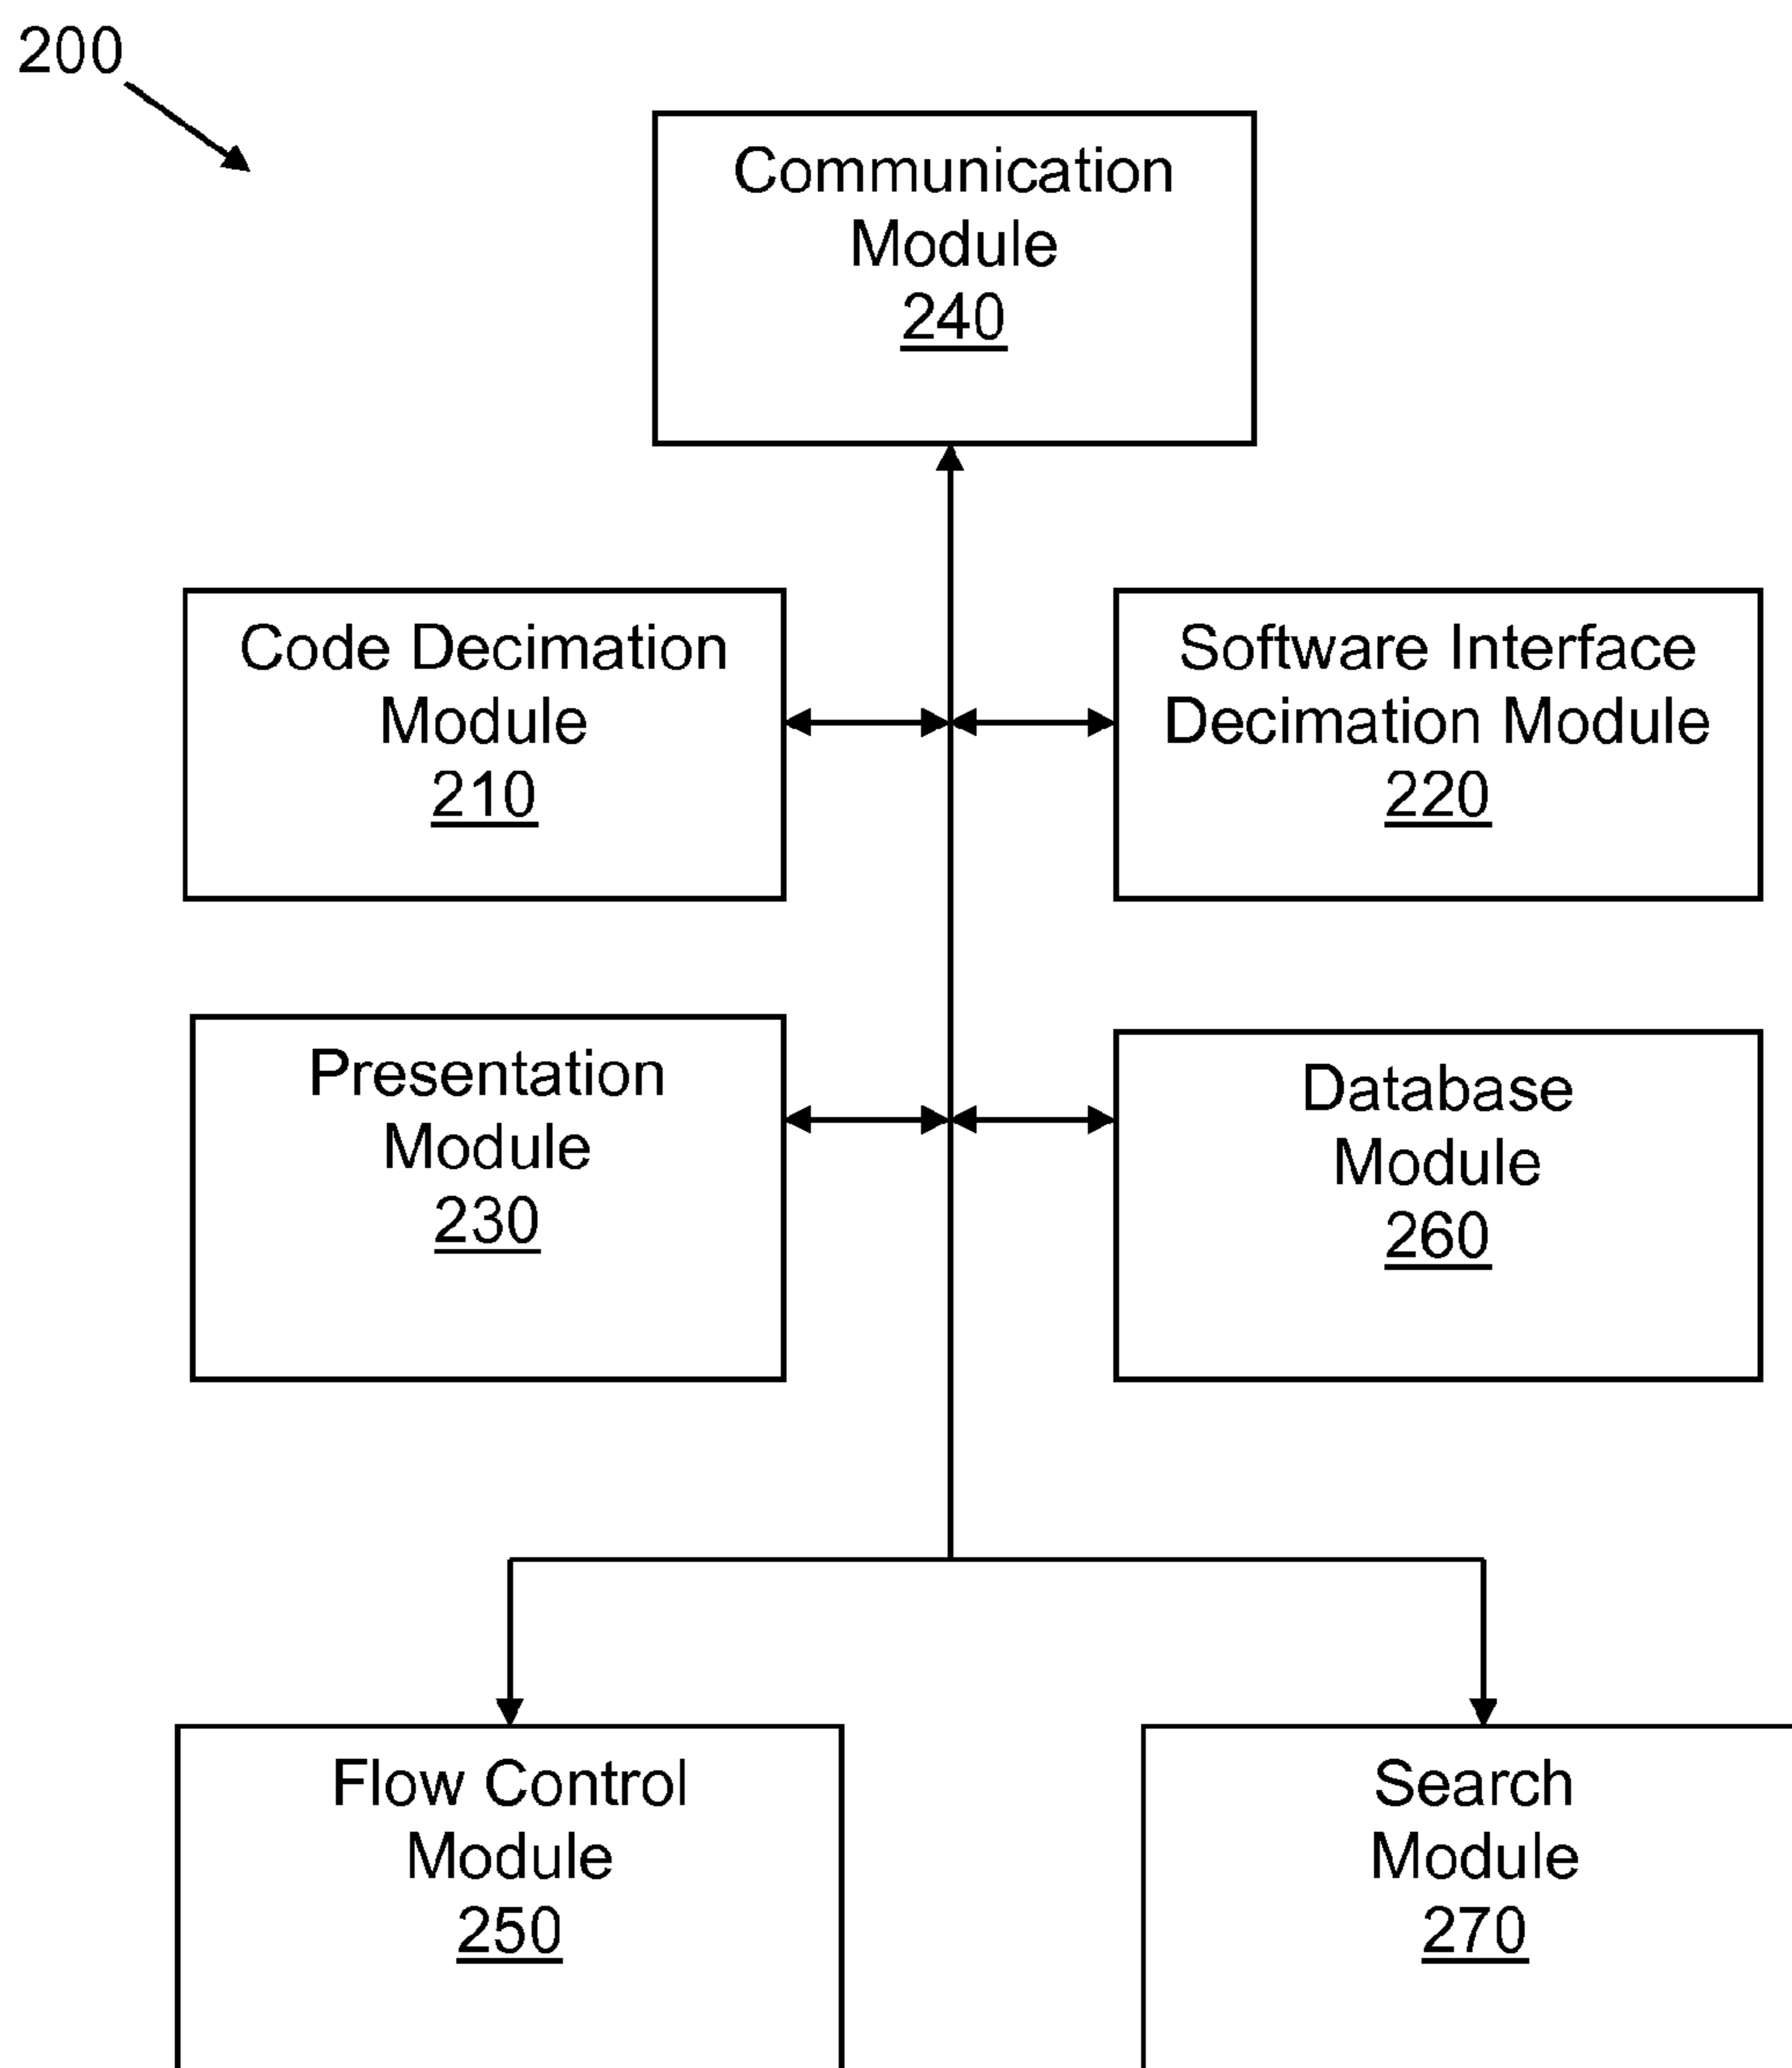 200
Communication
Module
240
Code Decimation
Module
210
Software Interface
Decimation Module
220
Presentation
Module
230
Database
Module
260
Flow Control
Module
250
Search
Module
270